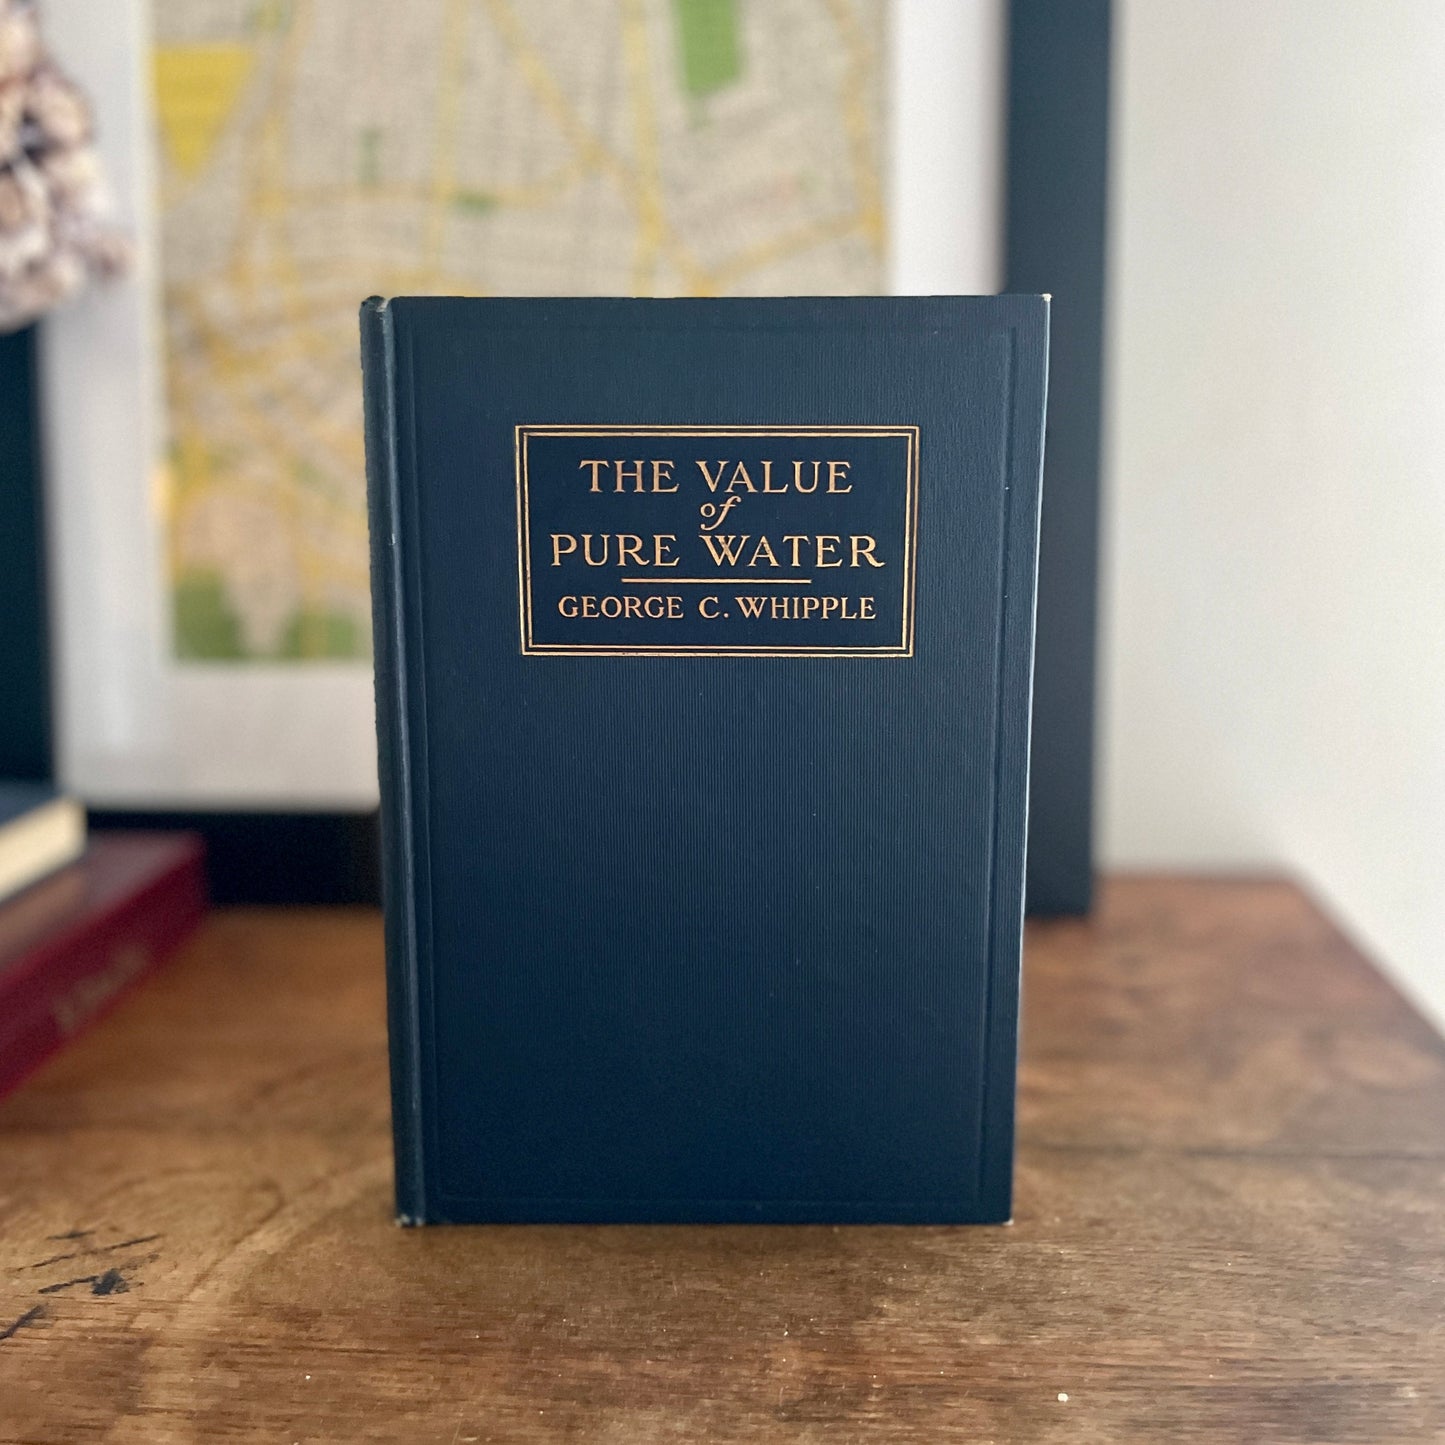 THE VALUE
of
PURE WATER
GEORGE C. WHIPPLE